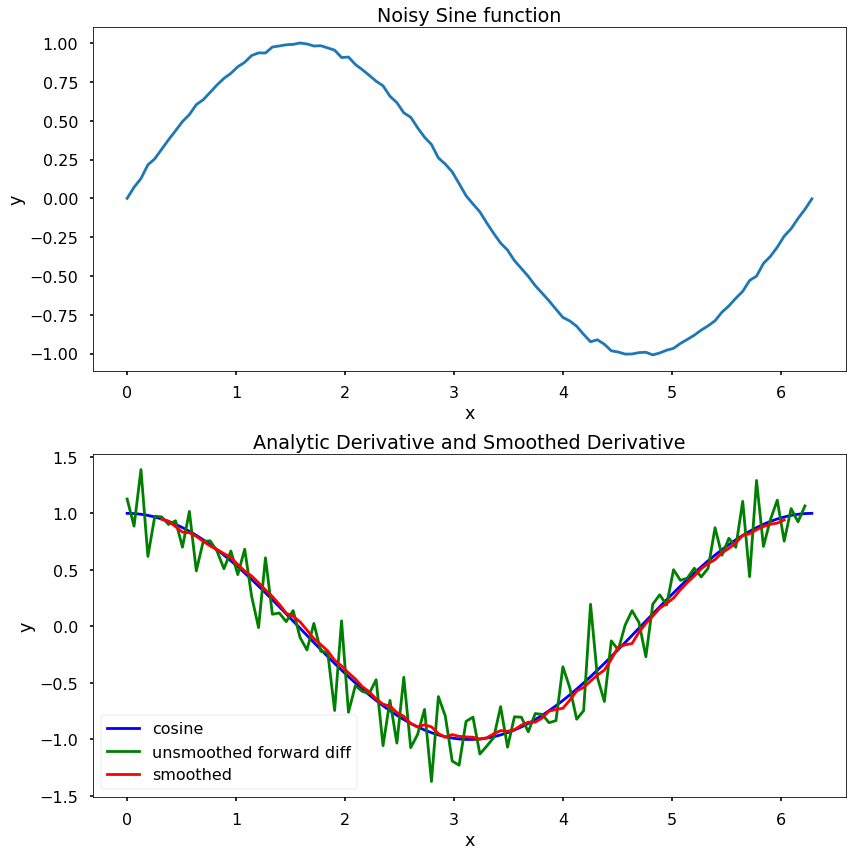 Noisy Sine function
1.00
0.75
0.50
0.25
0.00
−0.25
−0.50
−0.75
−1.00
y
0 1 2 3 4 5 6
x
Analytic Derivative and Smoothed Derivative
1.5
1.0
0.5
0.0
−0.5
−1.0
−1.5
y
cosine
unsmoothed forward diff
smoothed
0 1 2 3 4 5 6
x